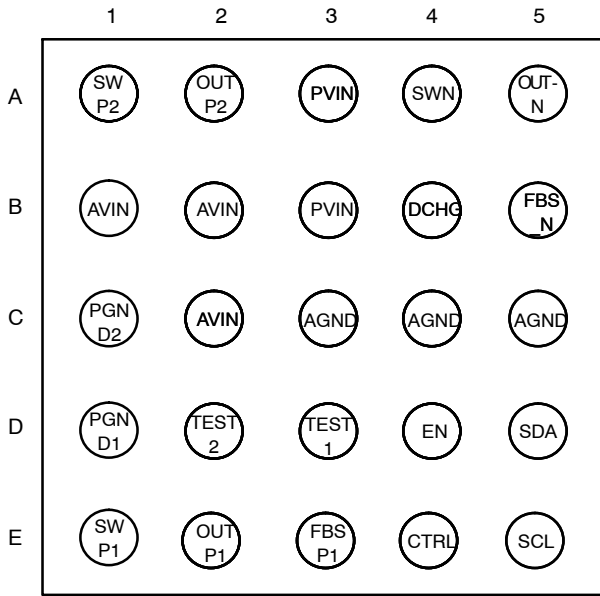 1 2 3 4 5
A
SW
P2
OUT
P2
PVIN
SWN
OUT-
N
B
AVIN
AVIN
PVIN
DCHG
FBS
_N
C
PGN
D2
AVIN
AGND
AGND
AGND
D
PGN
D1
TEST
2
TEST
1
EN
SDA
E
SW
P1
OUT
P1
FBS
P1
CTRL
SCL